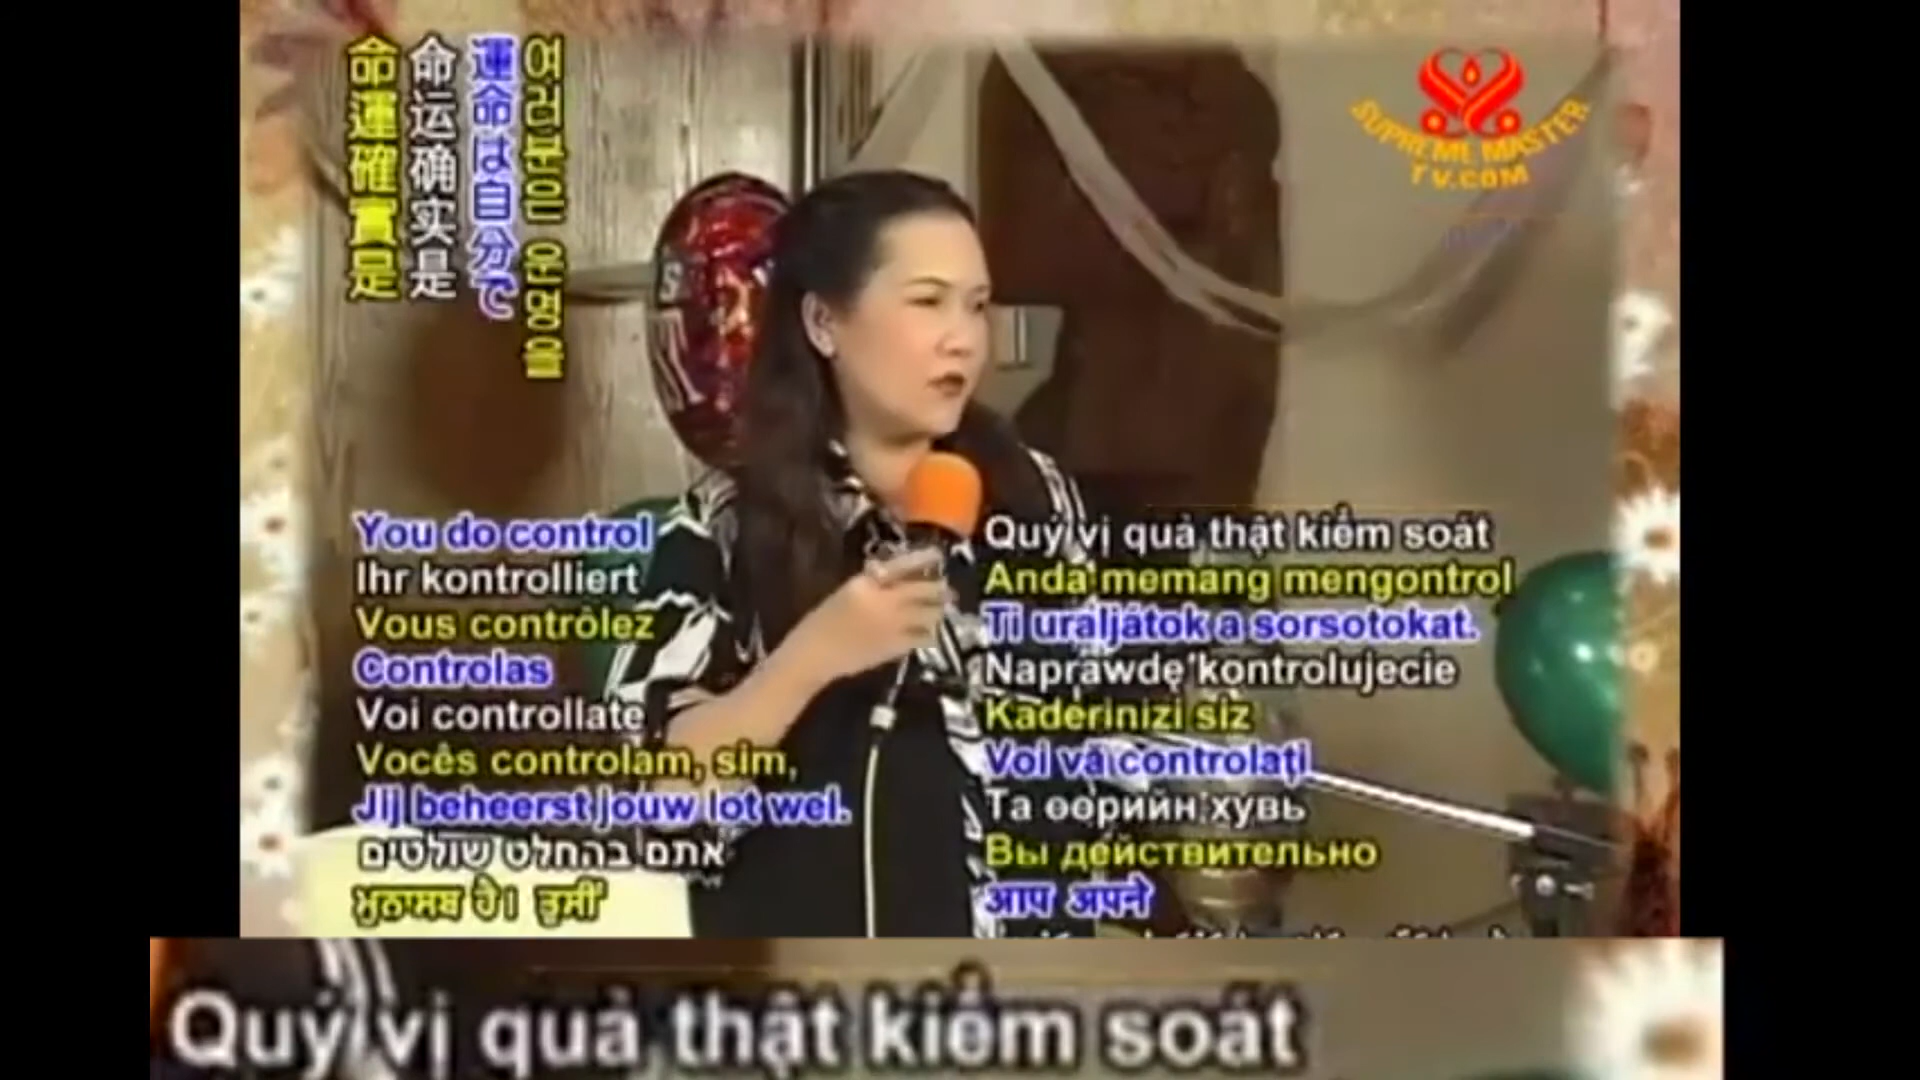 命運確實是
命运确实是
運命は自分で
여러분은 운명을
SUPREME MASTER
TV.COM
You do control
Ihr kontrolliert
Vous contrôlez
Controlas
Voi controllate
Vocês controlam, sim,
Jij beheerst jouw lot wel.
אתם בהחלט שולטים
ਮੁਨਾਸਬ ਹੈ। ਤੁਸੀਂ
Quý vị quả thật kiểm soát
Anda memang mengontrol
Ti uraljátok a sorsotokat.
Naprawdę kontrolujecie
Kaderinizi siz
Voi vă controlaţi
Та өөрийн хувь
Вы действительно
आप अपने
Quý vị quả thật kiểm soát